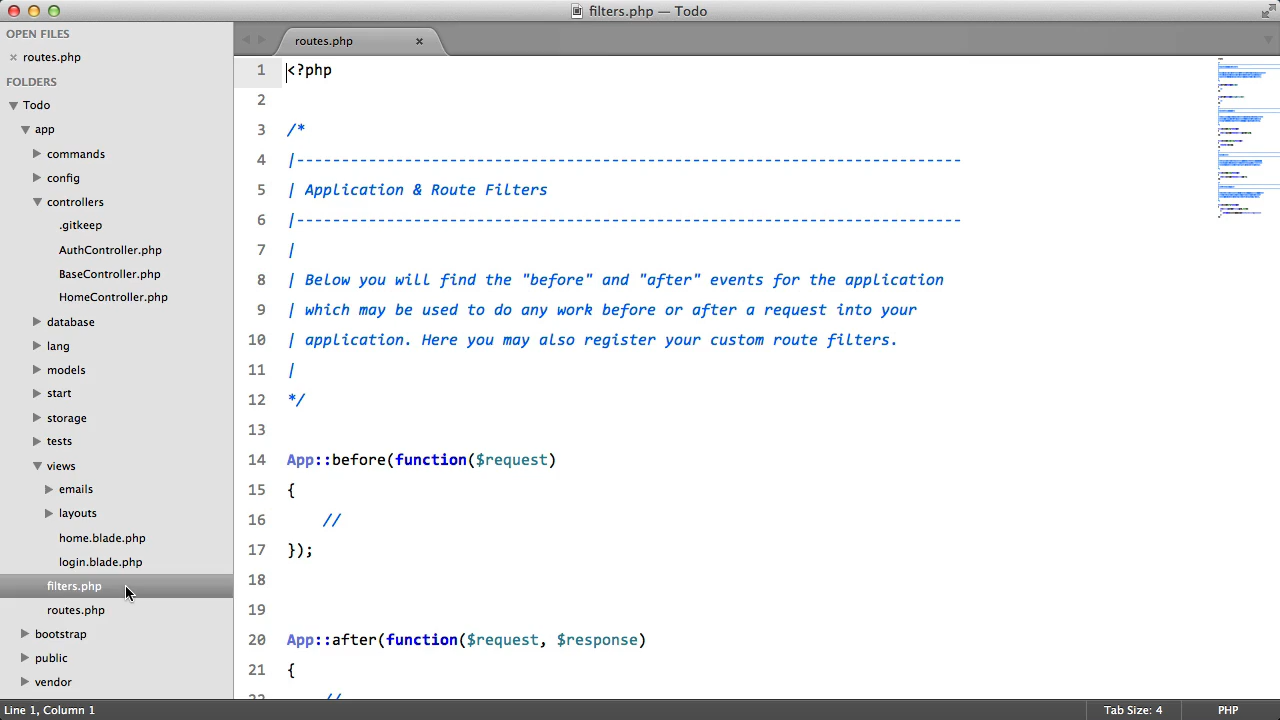 filters.php — Todo
OPEN FILES
routes.php
FOLDERS
Todo
app
commands
config
controllers
.gitkeep
AuthController.php
BaseController.php
HomeController.php
database
lang
models
start
storage
tests
views
emails
layouts
home.blade.php
login.blade.php
filters.php
routes.php
bootstrap
public
vendor
routes.php ×
1 <?php
2
3 /*
4 |--------------------------------------------------------------------------
5 | Application & Route Filters
6 |--------------------------------------------------------------------------
7 |
8 | Below you will find the "before" and "after" events for the application
9 | which may be used to do any work before or after a request into your
10 | application. Here you may also register your custom route filters.
11 |
12 */
13
14 App::before(function($request)
15 {
16 //
17 });
18
19
20 App::after(function($request, $response)
21 {
22 //
Line 1, Column 1
Tab Size: 4
PHP